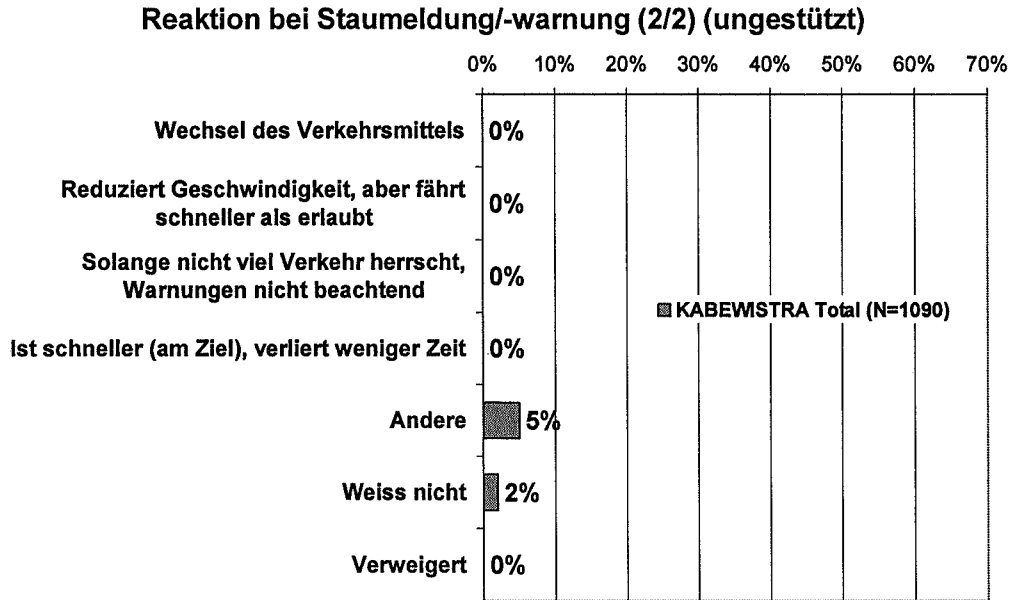 Reaktion bei Staumeldung/-warnung (2/2) (ungestützt)
0% 10% 20% 30% 40% 50% 60% 70%
Wechsel des Verkehrsmittels 0%
Reduziert Geschwindigkeit, aber fährt
schneller als erlaubt 0%
Solange nicht viel Verkehr herrscht,
Warnungen nicht beachtend 0%
KABEWISTRA Total (N=1090)
Ist schneller (am Ziel), verliert weniger Zeit 0%
Andere 5%
Weiss nicht 2%
Verweigert 0%